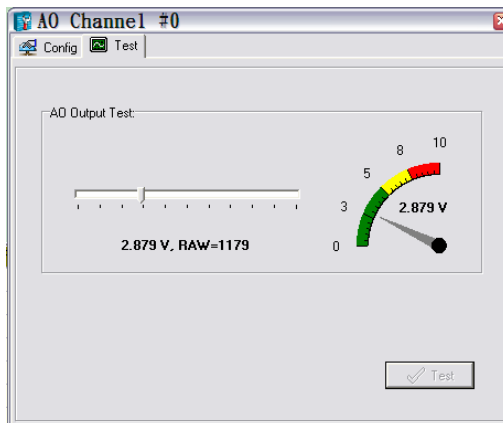 AO Channel #0
Config Test
AO Output Test:
10
8
5
3
0
2.879 V
2.879 V, RAW=1179
Test